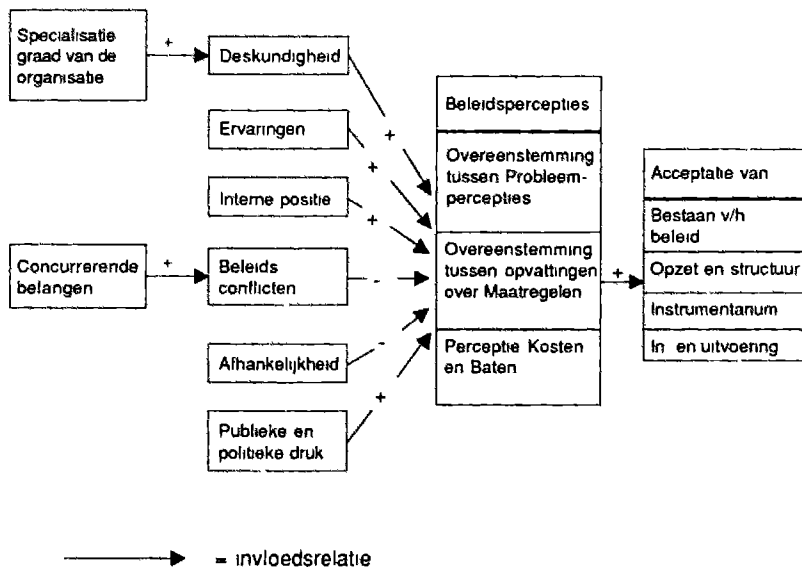 Specialisatie
graad van de
organisatie
+
Deskundigheid
+
Ervaringen
+
Interne positie
+
Concurrerende
belangen
+
Beleids
conflicten
-
Afhankelijkheid
-
Publieke en
politieke druk
+
Beleidspercepties
Overeenstemming
tussen Probleem-
percepties
Overeenstemming
tussen opvattingen
over Maatregelen
Perceptie Kosten
en Baten
+
Acceptatie van
Bestaan v/h
beleid
Opzet en structuur
Instrumentanum
In en uitvoering
= invloedsrelatie